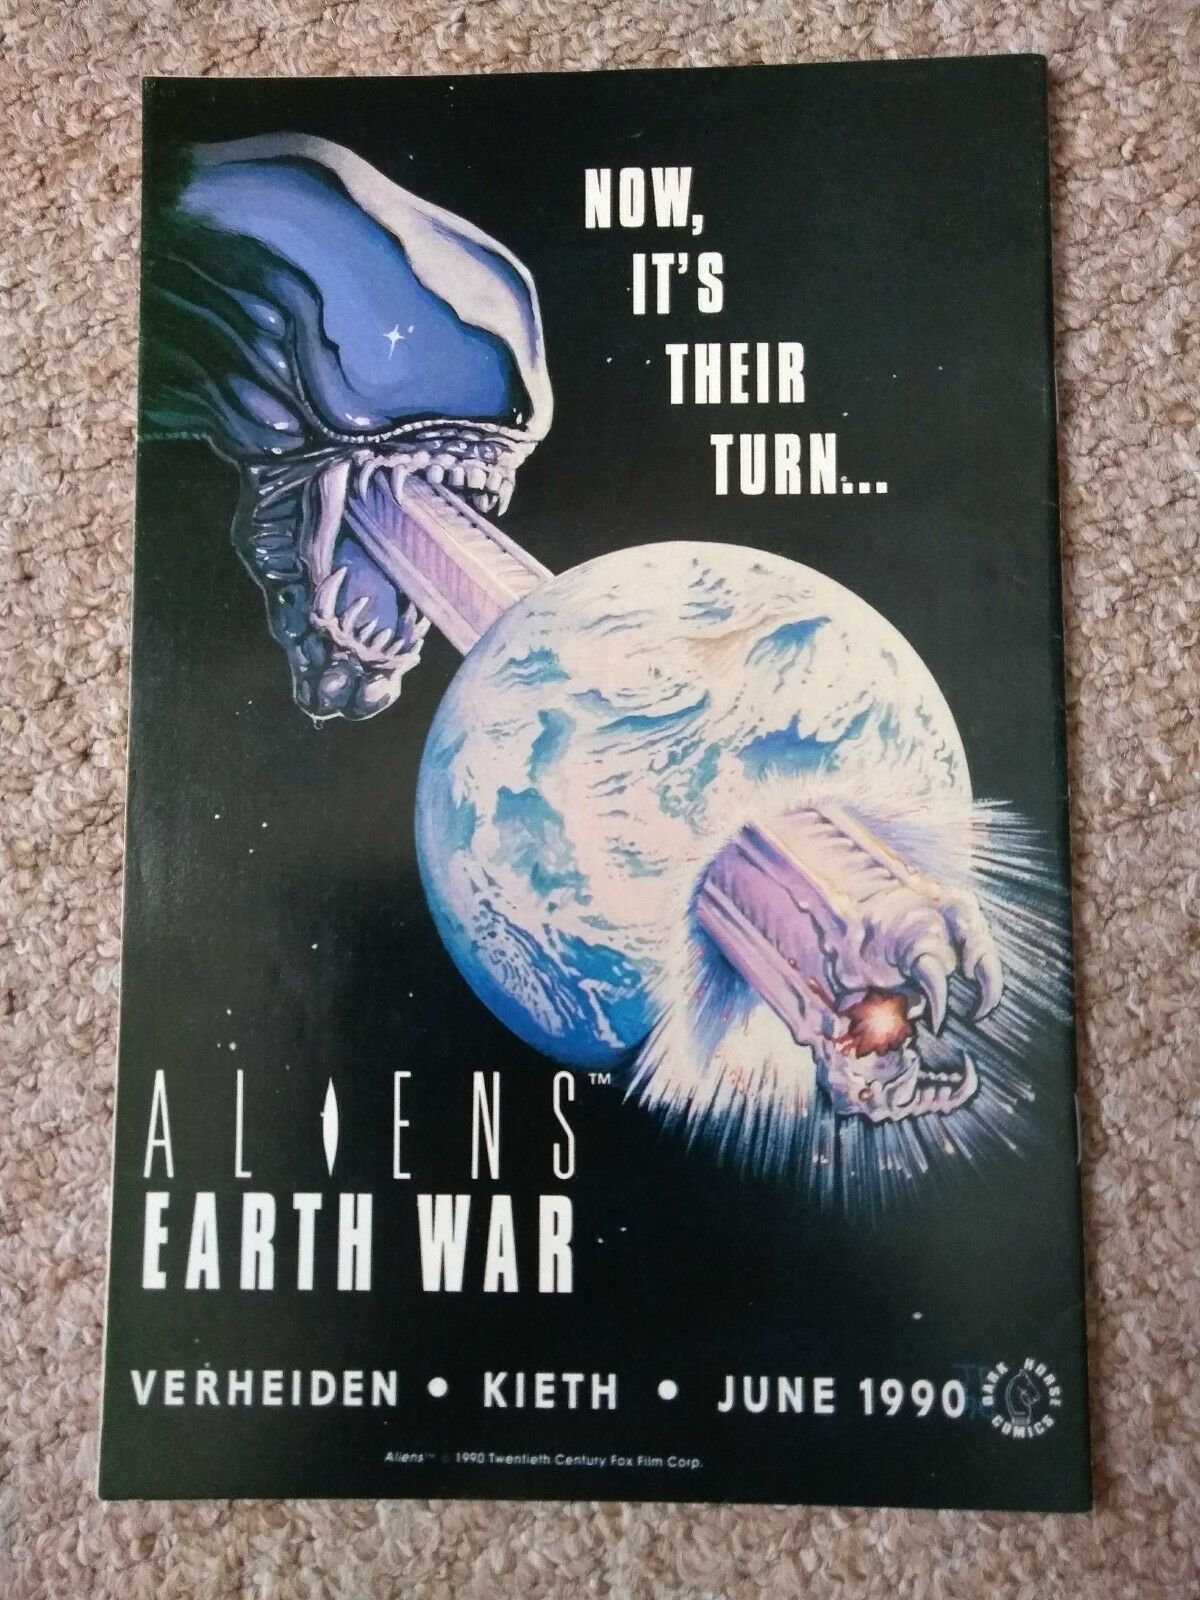 NOW,
IT'S
THEIR
TURN...
ALIENS™
EARTH WAR
VERHEIDEN • KIETH • JUNE 1990
DARK HORSE COMICS
Aliens™ © 1990 Twentieth Century Fox Film Corp.